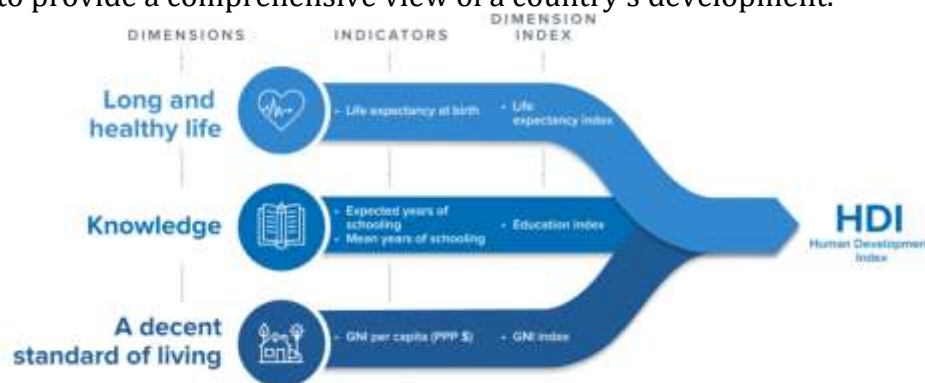 to provide a comprehensive view of a country's development.
DIMENSIONS
INDICATORS
DIMENSION
INDEX
Long and
healthy life
• Life expectancy at birth
• Life
expectancy index
Knowledge
• Expected years of
schooling
• Mean years of schooling
• Education index
A decent
standard of living
• GNI per capita (PPP $)
• GNI index
HDI
Human Development
Index